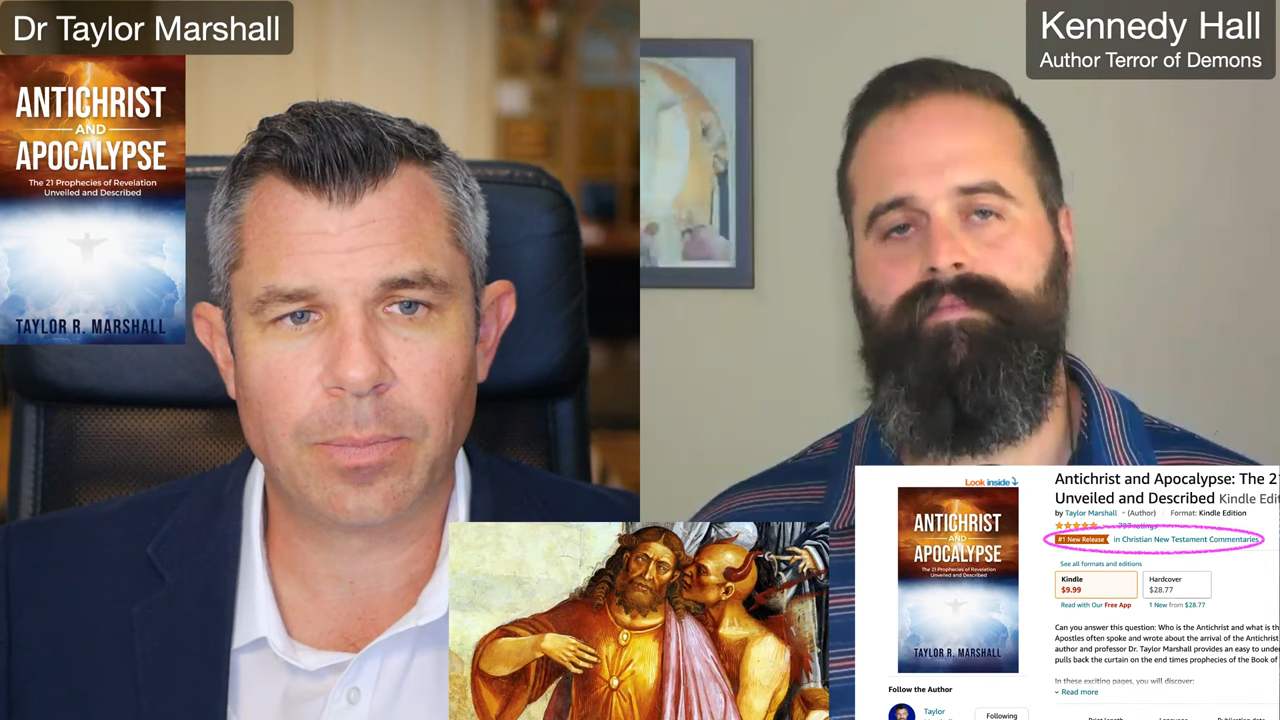 Dr Taylor Marshall
ANTICHRIST
AND
APOCALYPSE
The 21 Prophecies of Revelation
Unveiled and Described
TAYLOR R. MARSHALL
Kennedy Hall
Author Terror of Demons
Look inside
ANTICHRIST
AND
APOCALYPSE
The 21 Prophecies of Revelation
Unveiled and Described
TAYLOR R. MARSHALL
Follow the Author
Taylor
Following
Antichrist and Apocalypse: The 2
Unveiled and Described Kindle Edi
by Taylor Marshall (Author) Format: Kindle Edition
797 ratings
#1 New Release in Christian New Testament Commentaries
See all formats and editions
Kindle
$9.99
Hardcover
$28.77
Read with Our Free App
1 New from $28.77
Can you answer this question: Who is the Antichrist and what is th
Apostles often spoke and wrote about the arrival of the Antichrist
author and professor Dr. Taylor Marshall provides an easy to unde
pulls back the curtain on the end times prophecies of the Book of
In these exciting pages, you will discover:
Read more